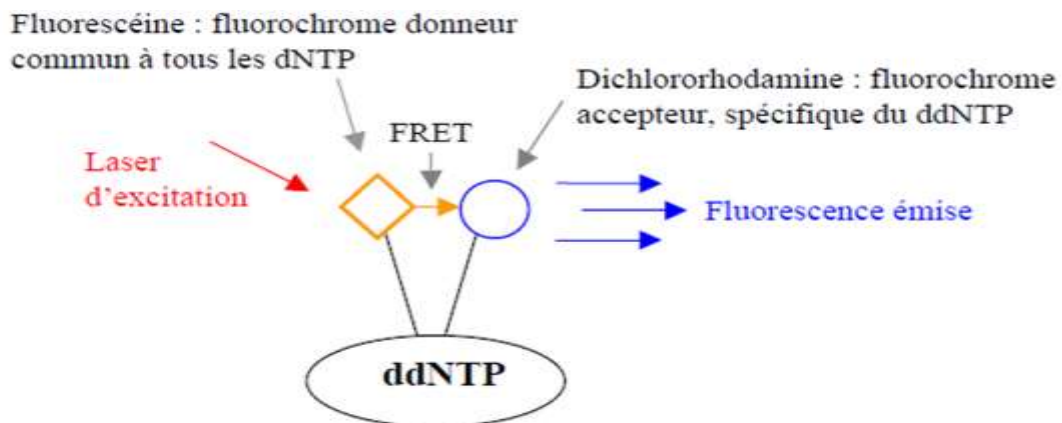 Fluorescéine : fluorochrome donneur
commun à tous les dNTP
Dichlororhodamine : fluorochrome
accepteur, spécifique du ddNTP
FRET
Laser
d’excitation
Fluorescence émise
ddNTP